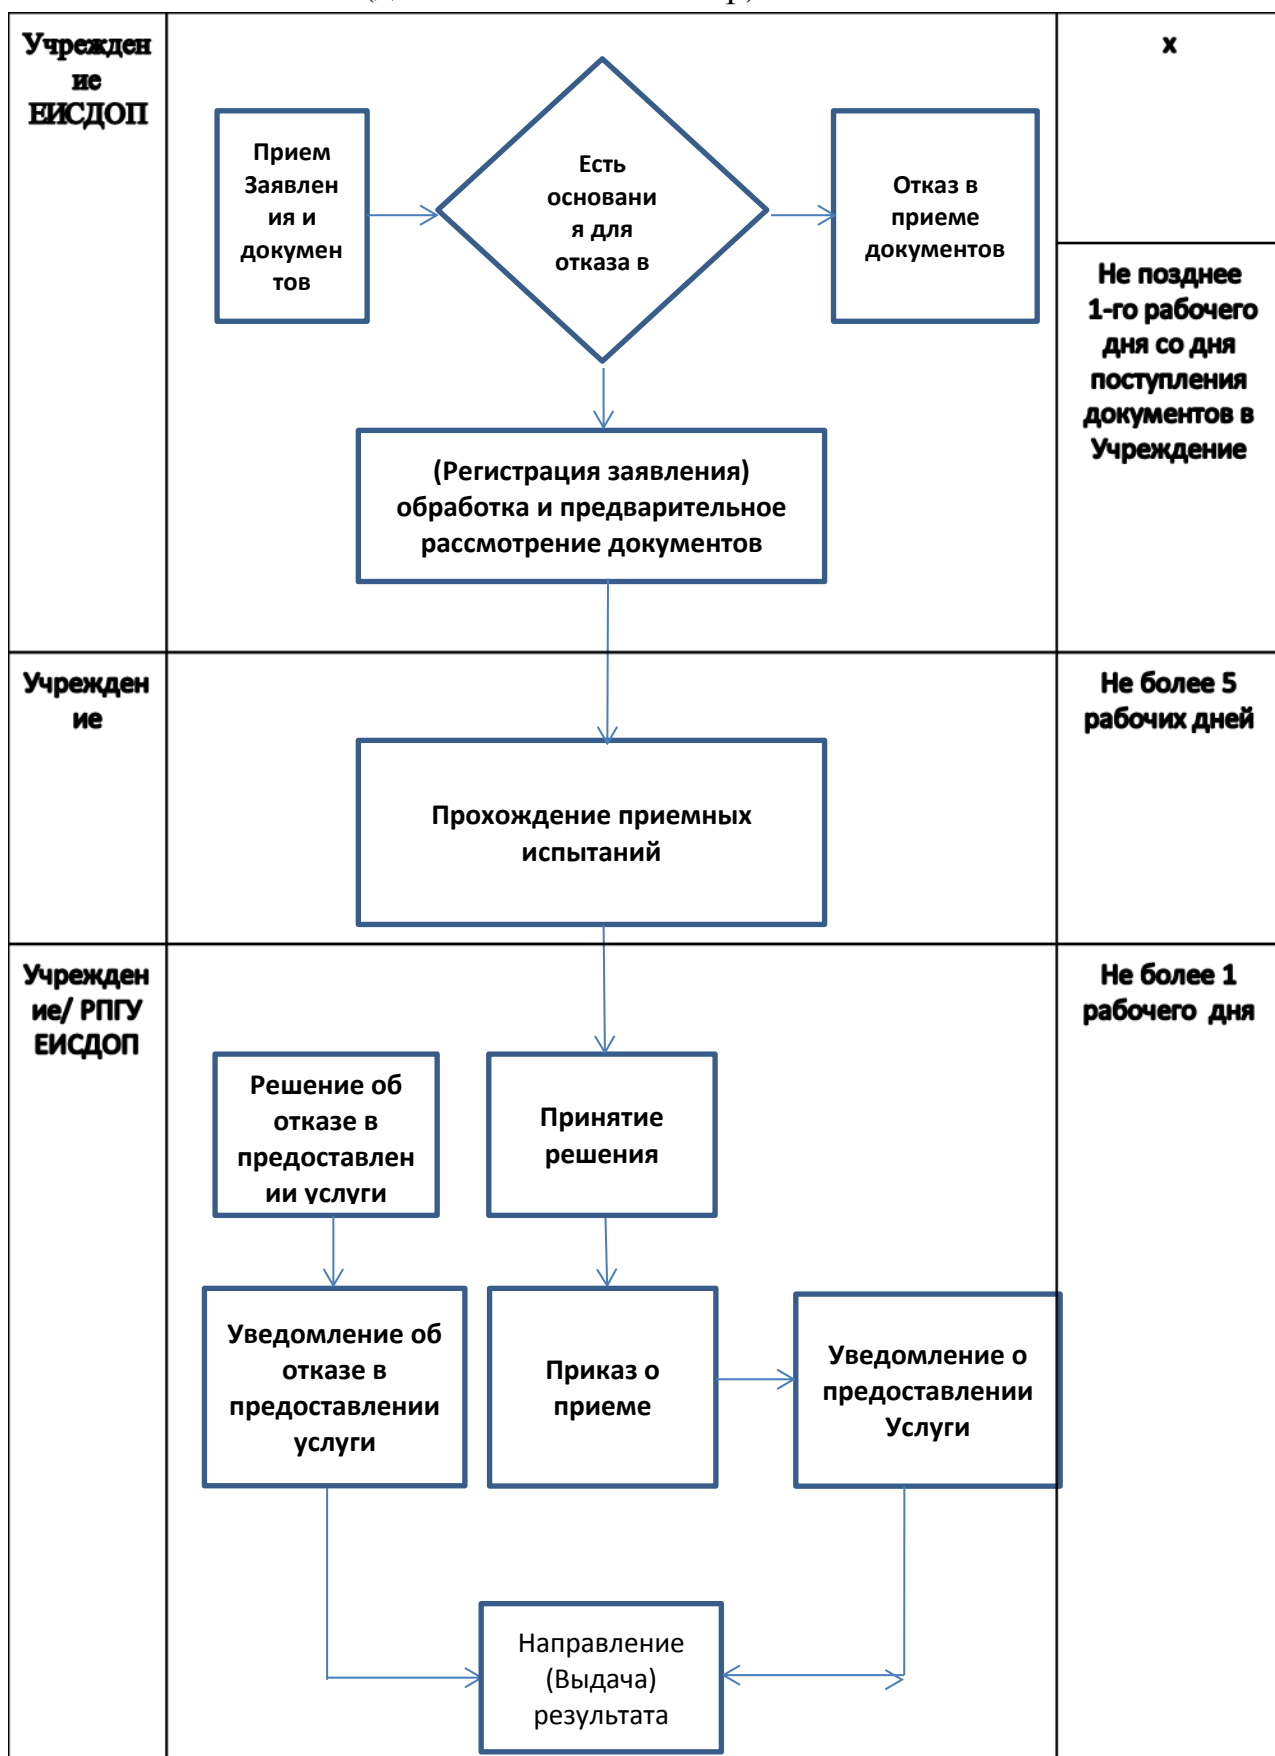 Учрежден
ие
ЕИСДОП
Прием
Заявлен
ия и
докумен
тов
Есть
основани
я для
отказа в
Отказ в
приеме
документов
х
Не позднее
1-го рабочего
дня со дня
поступления
документов в
Учреждение
(Регистрация заявления)
обработка и предварительное
рассмотрение документов
Учрежден
ие
Прохождение приемных
испытаний
Не более 5
рабочих дней
Учрежден
ие/ РПГУ
ЕИСДОП
Решение об
отказе в
предоставлен
ии услуги
Принятие
решения
Не более 1
рабочего дня
Уведомление об
отказе в
предоставлении
услуги
Приказ о
приеме
Уведомление о
предоставлении
Услуги
Направление
(Выдача)
результата